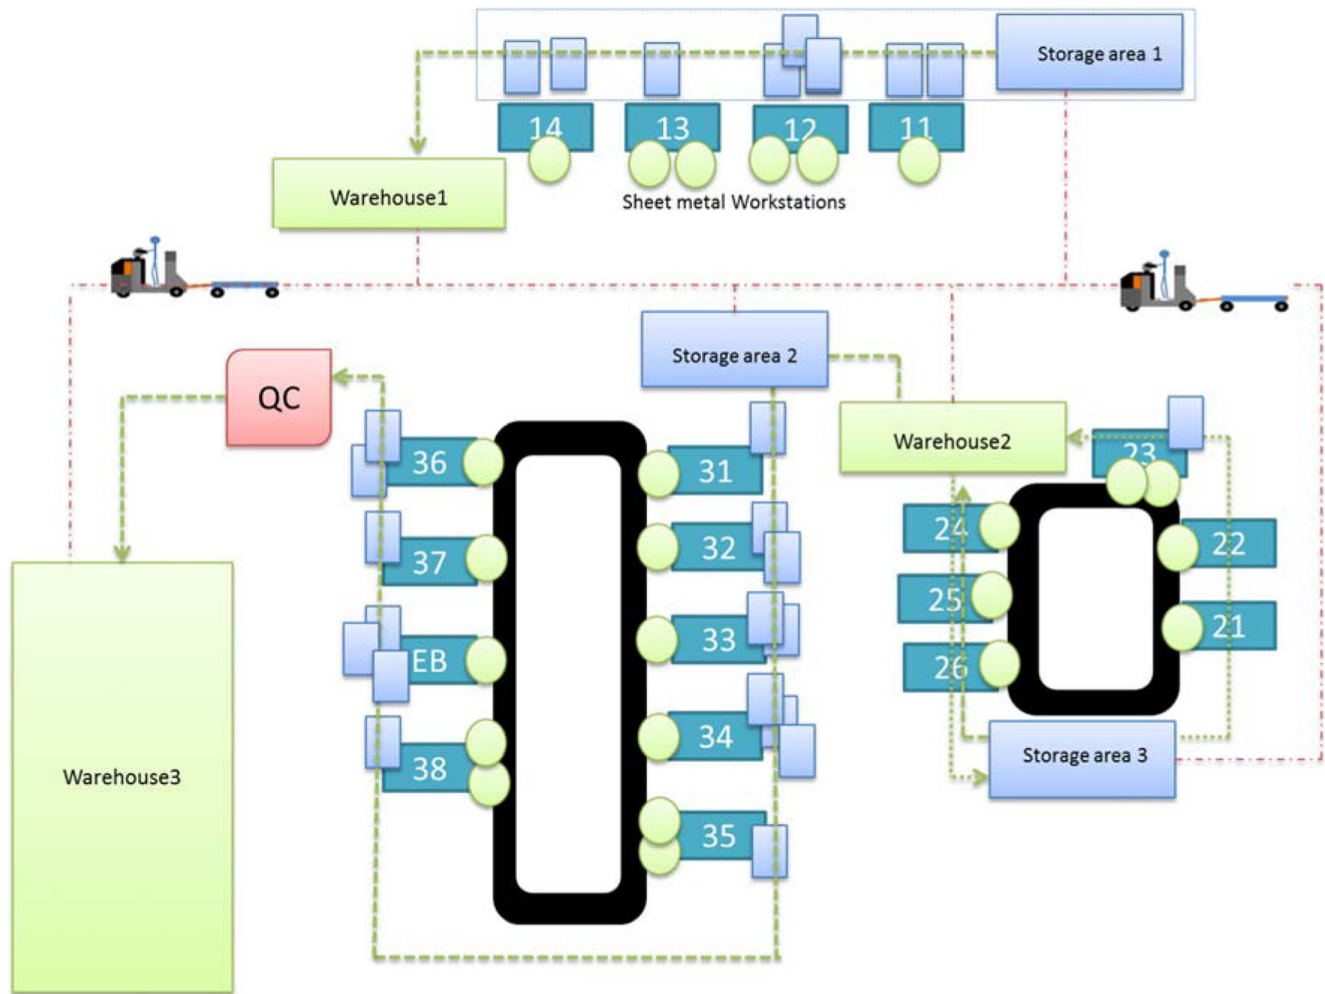 Storage area 1
14
13
12
11
Warehouse1
Sheet metal Workstations
Storage area 2
QC
Warehouse2
36
31
23
37
32
24
22
EB
33
25
21
26
38
34
Storage area 3
Warehouse3
35